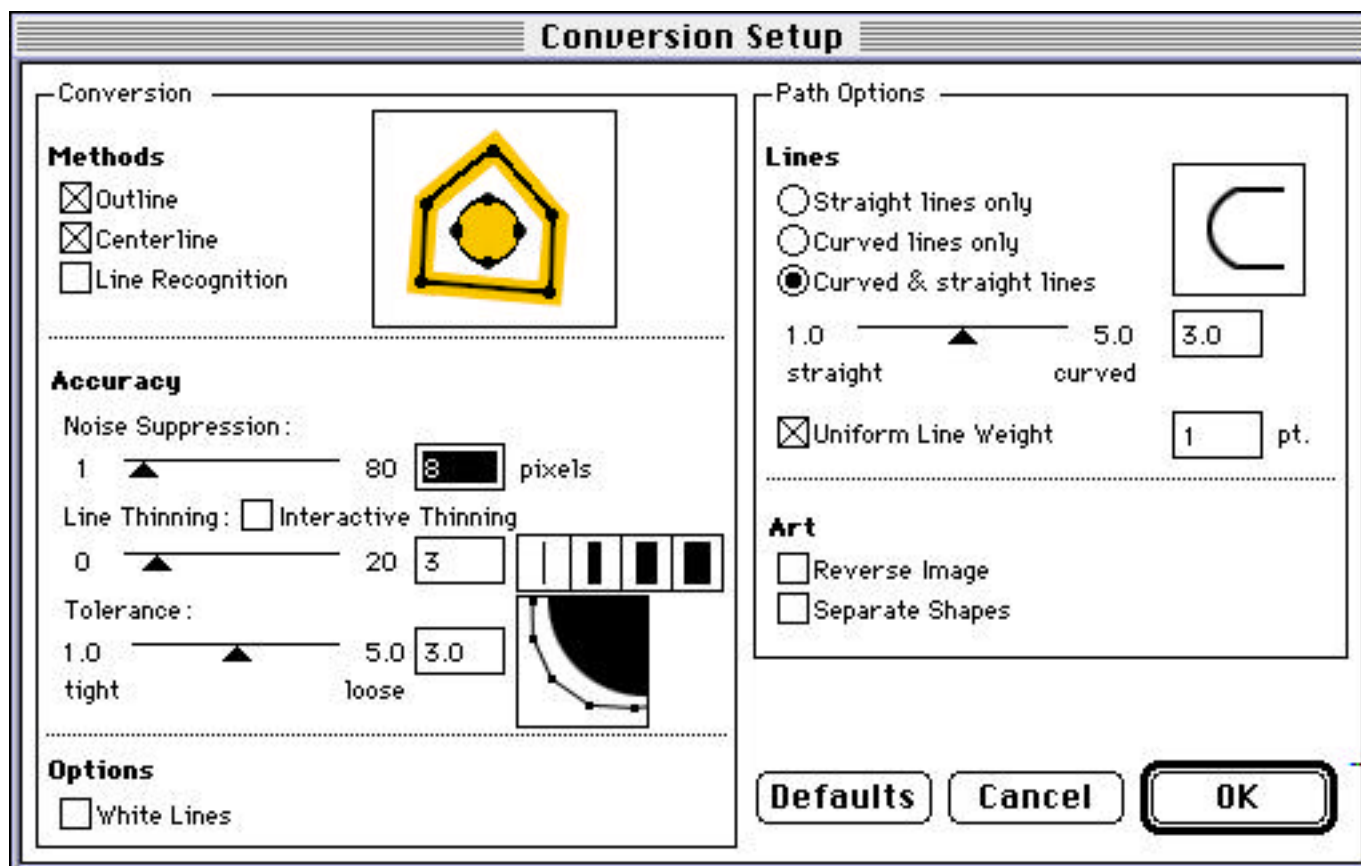 Conversion Setup
Conversion
Methods
Outline
Centerline
Line Recognition
Accuracy
Noise Suppression:
1 80 8 pixels
Line Thinning: Interactive Thinning
0 20 3
Tolerance:
1.0 5.0 3.0
tight loose
Options
White Lines
Path Options
Lines
Straight lines only
Curved lines only
Curved & straight lines
1.0 5.0 3.0
straight curved
Uniform Line Weight 1 pt.
Art
Reverse Image
Separate Shapes
Defaults Cancel OK